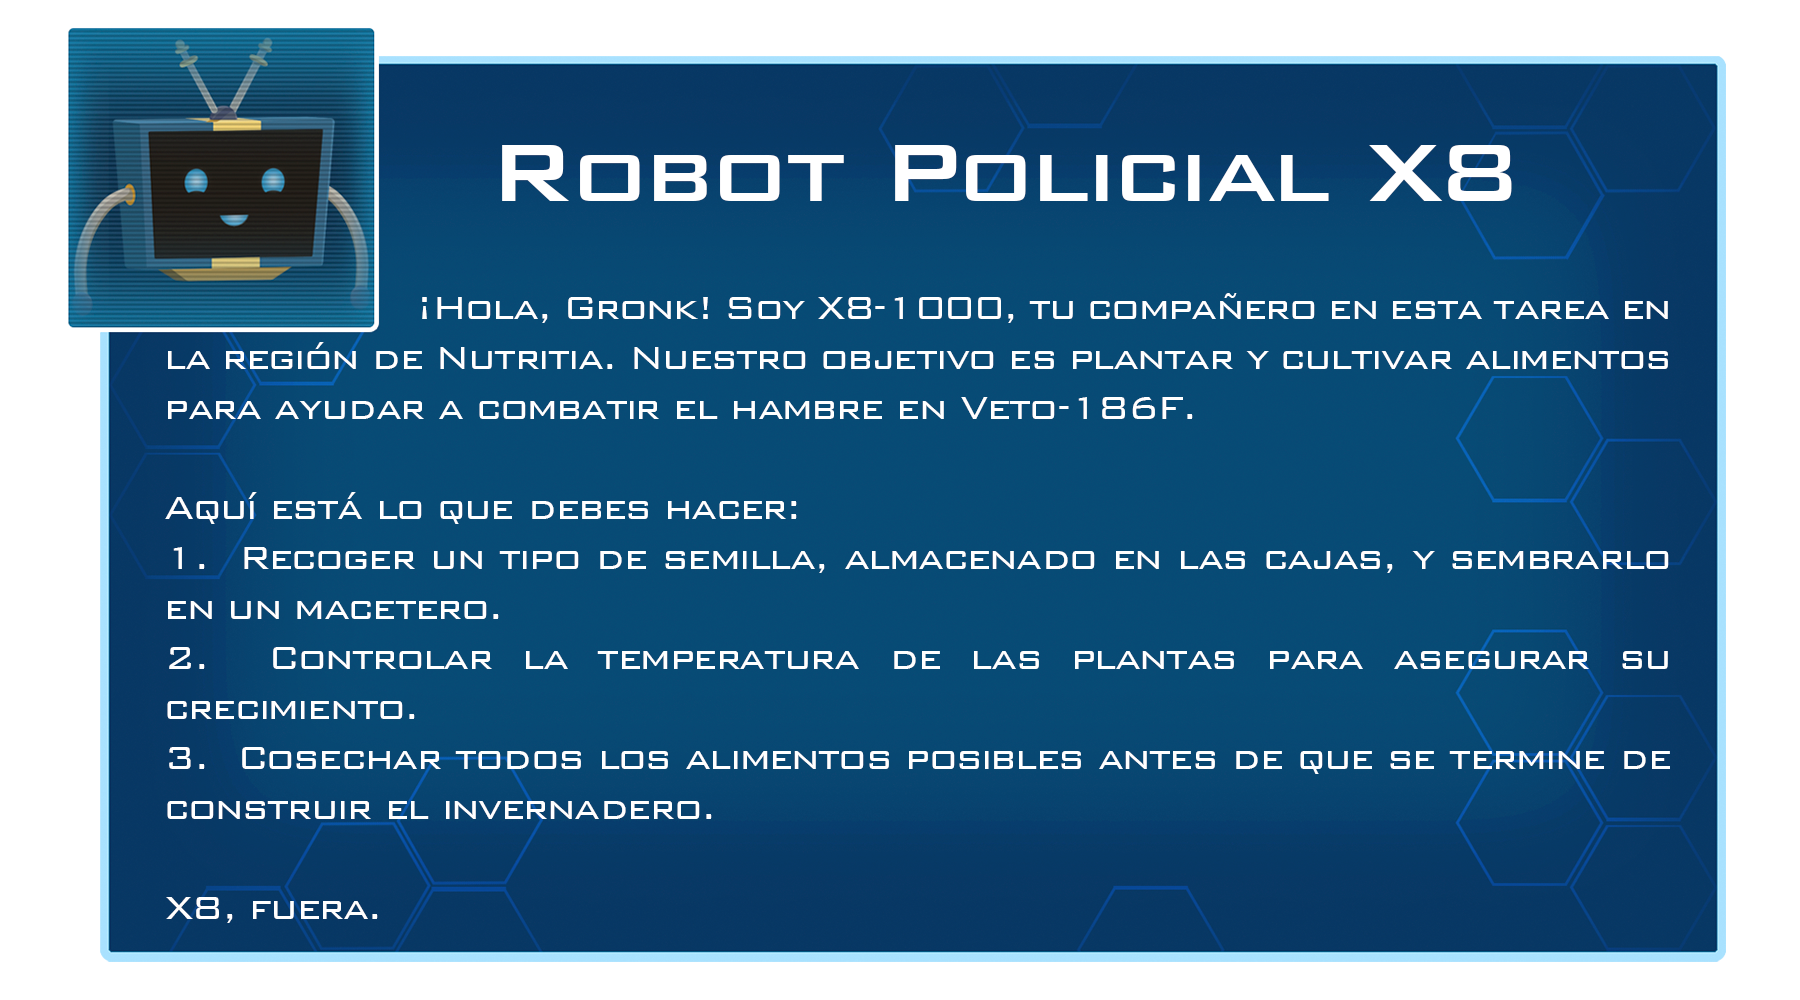 Robot Policial X8
¡Hola, Gronk! Soy X8-1000, tu compañero en esta tarea en
la región de Nutritia. Nuestro objetivo es plantar y cultivar alimentos
para ayudar a combatir el hambre en Veto-186F.
Aquí está lo que debes hacer:
1. Recoger un tipo de semilla, almacenado en las cajas, y sembrarlo
en un macetero.
2. Controlar la temperatura de las plantas para asegurar su
crecimiento.
3. Cosechar todos los alimentos posibles antes de que se termine de
construir el invernadero.
X8, fuera.